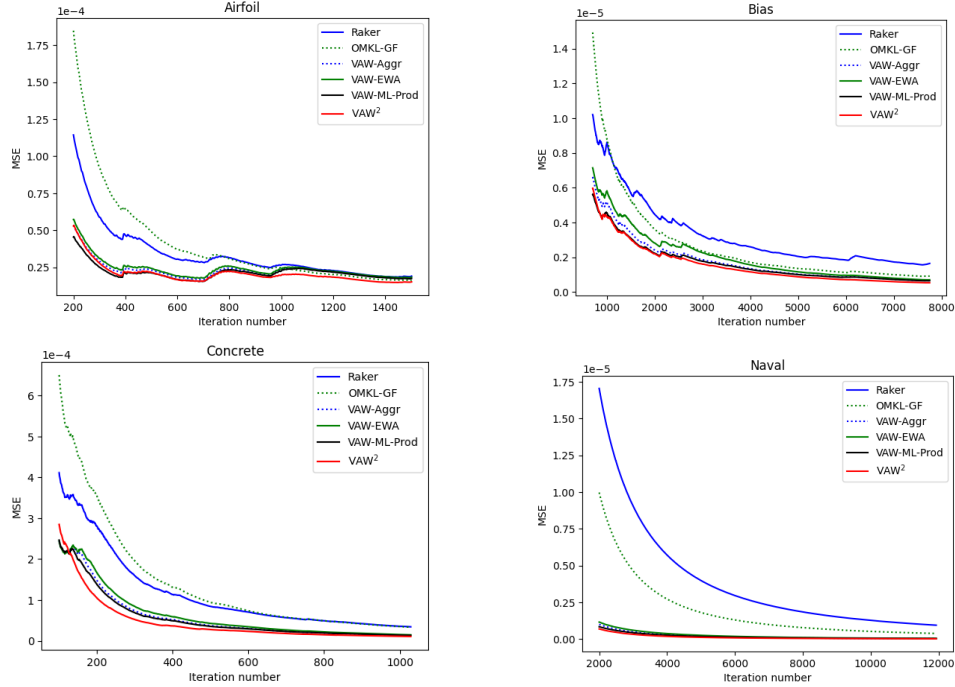 Airfoil
1e−4
1.75
1.50
1.25
1.00
0.75
0.50
0.25
MSE
200
400
600
800
1000
1200
1400
Iteration number
Raker
OMKL-GF
VAW-Aggr
VAW-EWA
VAW-ML-Prod
VAW²
Bias
1e−5
1.4
1.2
1.0
0.8
0.6
0.4
0.2
0.0
MSE
1000
2000
3000
4000
5000
6000
7000
8000
Iteration number
Raker
OMKL-GF
VAW-Aggr
VAW-EWA
VAW-ML-Prod
VAW²
Concrete
1e−4
6
5
4
3
2
1
0
MSE
200
400
600
800
1000
Iteration number
Raker
OMKL-GF
VAW-Aggr
VAW-EWA
VAW-ML-Prod
VAW²
Naval
1e−5
1.75
1.50
1.25
1.00
0.75
0.50
0.25
0.00
MSE
2000
4000
6000
8000
10000
12000
Iteration number
Raker
OMKL-GF
VAW-Aggr
VAW-EWA
VAW-ML-Prod
VAW²